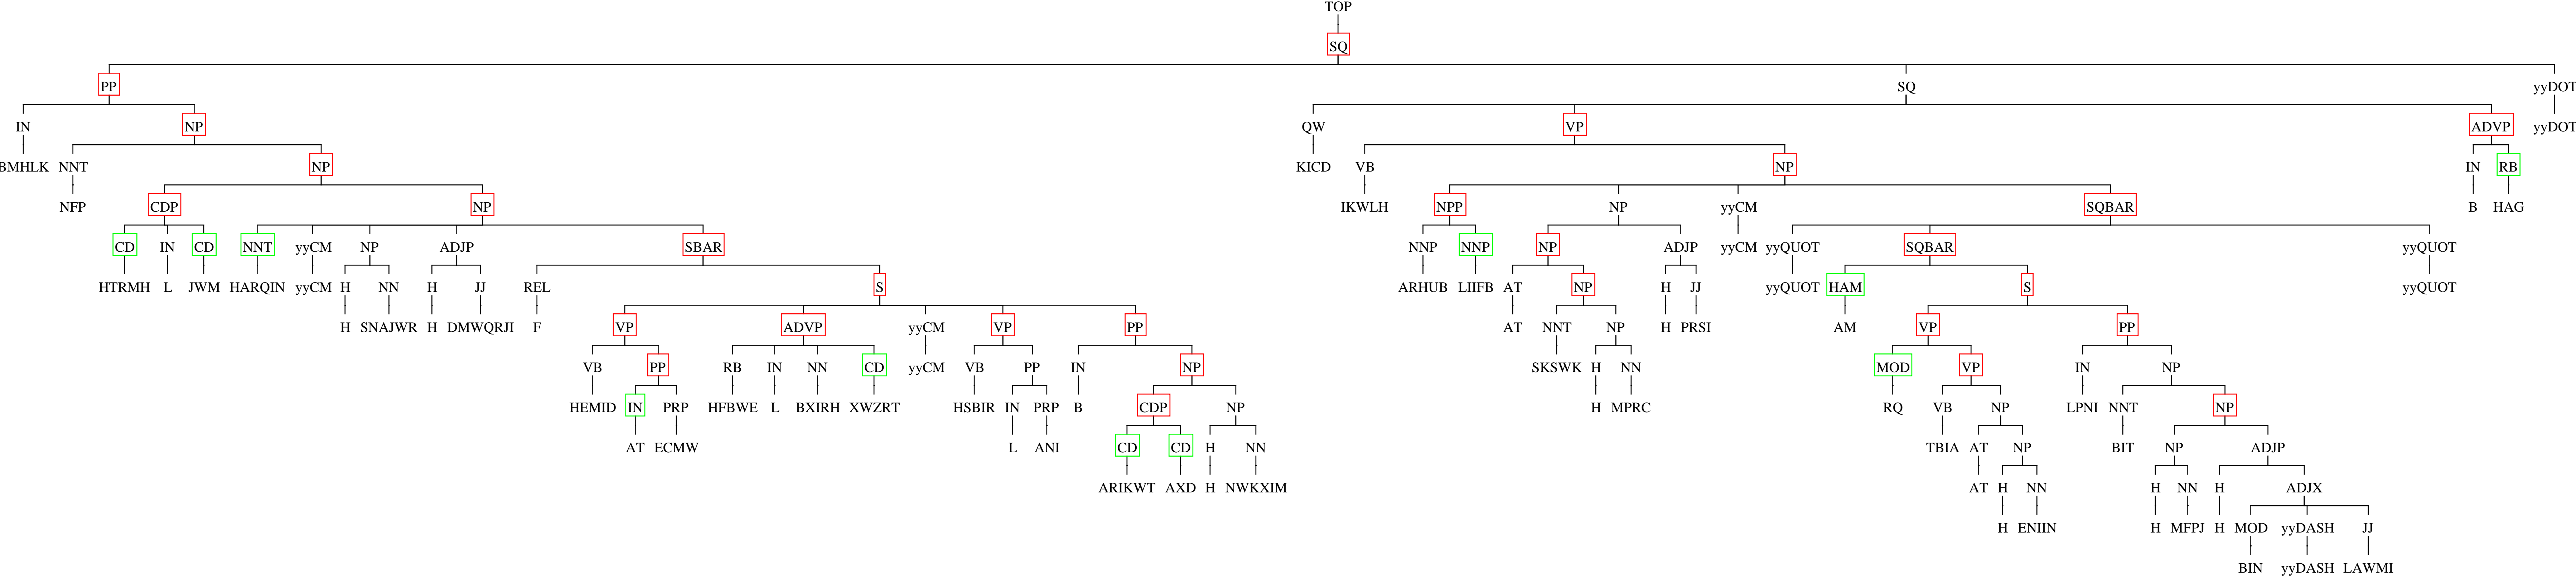 TOP
SQ
PP SQ yyDOT
IN NP QW VP ADVP yyDOT
BMHLK NNT NP KICD VB NP IN RB
NFP CDP NP IKWLH NPP NP yyCM SQBAR B HAG
CD IN CD NNT yyCM NP ADJP SBAR NNP NNP NP ADJP yyCM yyQUOT SQBAR yyQUOT
HTRMH L JWM HARQIN yyCM H NN H JJ REL S ARHUB LIIFB AT NP H JJ yyQUOT HAM S yyQUOT
H SNAJWR H DMWQRJI F VP ADVP yyCM VP PP AT NNT NP H PRSI AM VP PP
VB PP RB IN NN CD yyCM VB PP IN NP SKSWK H NN MOD VP IN NP
HEMID IN PRP HFBWE L BXIRH XWZRT HSBIR IN PRP B CDP NP H MPRC RQ VB NP LPNI NNT NP
AT ECMW L ANI CD CD H NN TBIA AT NP BIT NP ADJP
ARIKWT AXD H NWKXIM AT H NN H NN H ADJX
H ENIIN H MFPJ H MOD yyDASH JJ
BIN yyDASH LAWMI